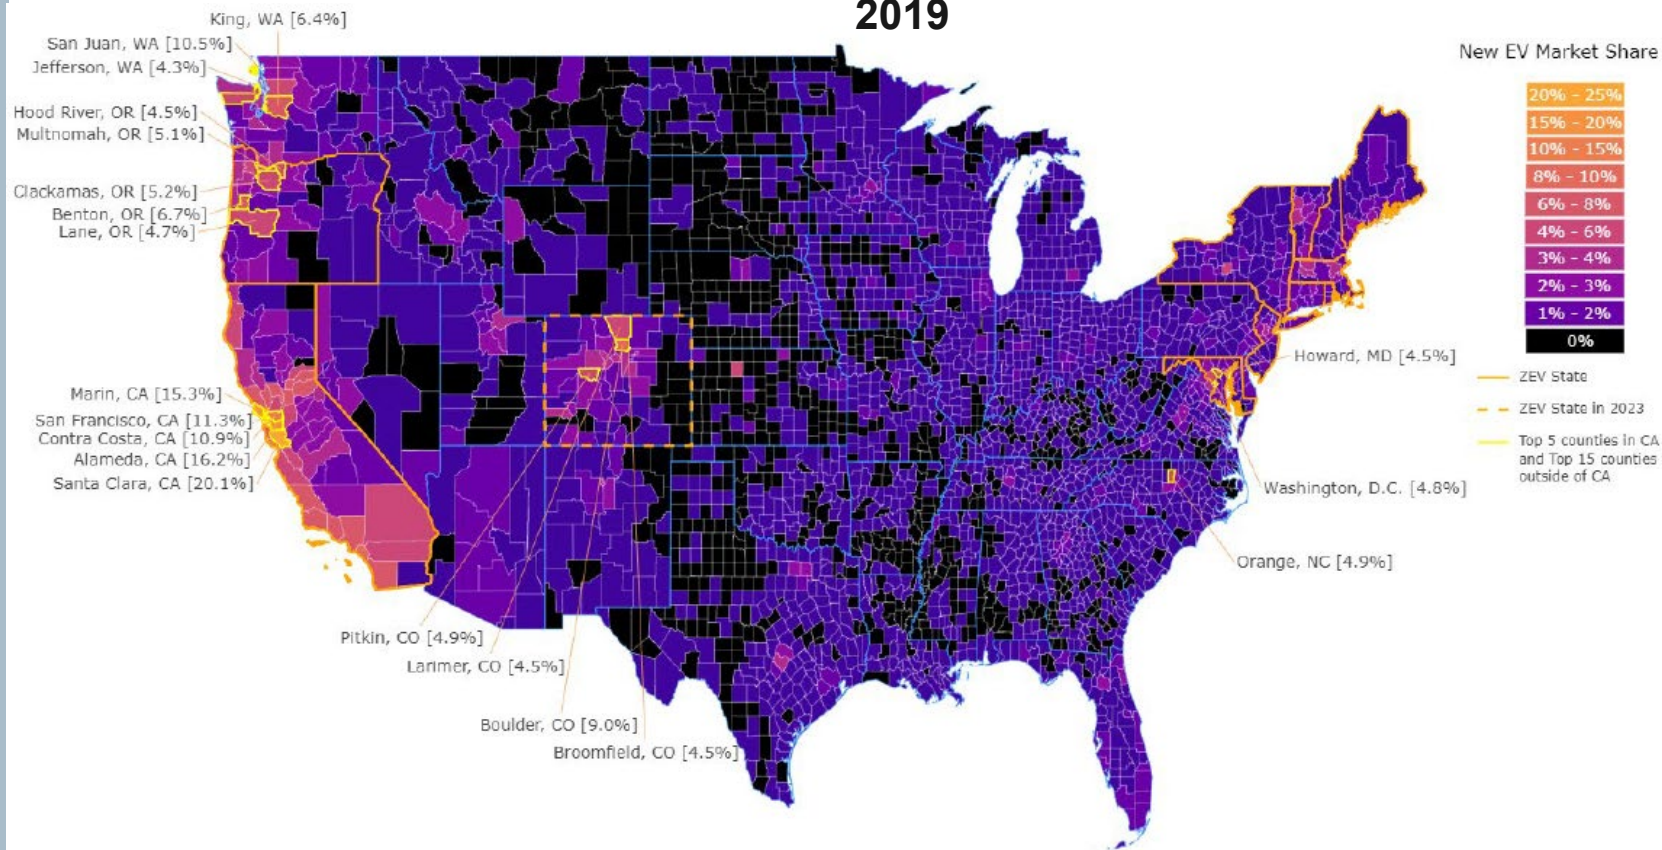 2019
King, WA [6.4%]
San Juan, WA [10.5%]
Jefferson, WA [4.3%]
Hood River, OR [4.5%]
Multnomah, OR [5.1%]
Clackamas, OR [5.2%]
Benton, OR [6.7%]
Lane, OR [4.7%]
Marin, CA [15.3%]
San Francisco, CA [11.3%]
Contra Costa, CA [10.9%]
Alameda, CA [16.2%]
Santa Clara, CA [20.1%]
Pitkin, CO [4.9%]
Larimer, CO [4.5%]
Boulder, CO [9.0%]
Broomfield, CO [4.5%]
Howard, MD [4.5%]
Washington, D.C. [4.8%]
Orange, NC [4.9%]
New EV Market Share
20% - 25%
15% - 20%
10% - 15%
8% - 10%
6% - 8%
4% - 6%
3% - 4%
2% - 3%
1% - 2%
0%
ZEV State
ZEV State in 2023
Top 5 counties in CA
and Top 15 counties
outside of CA